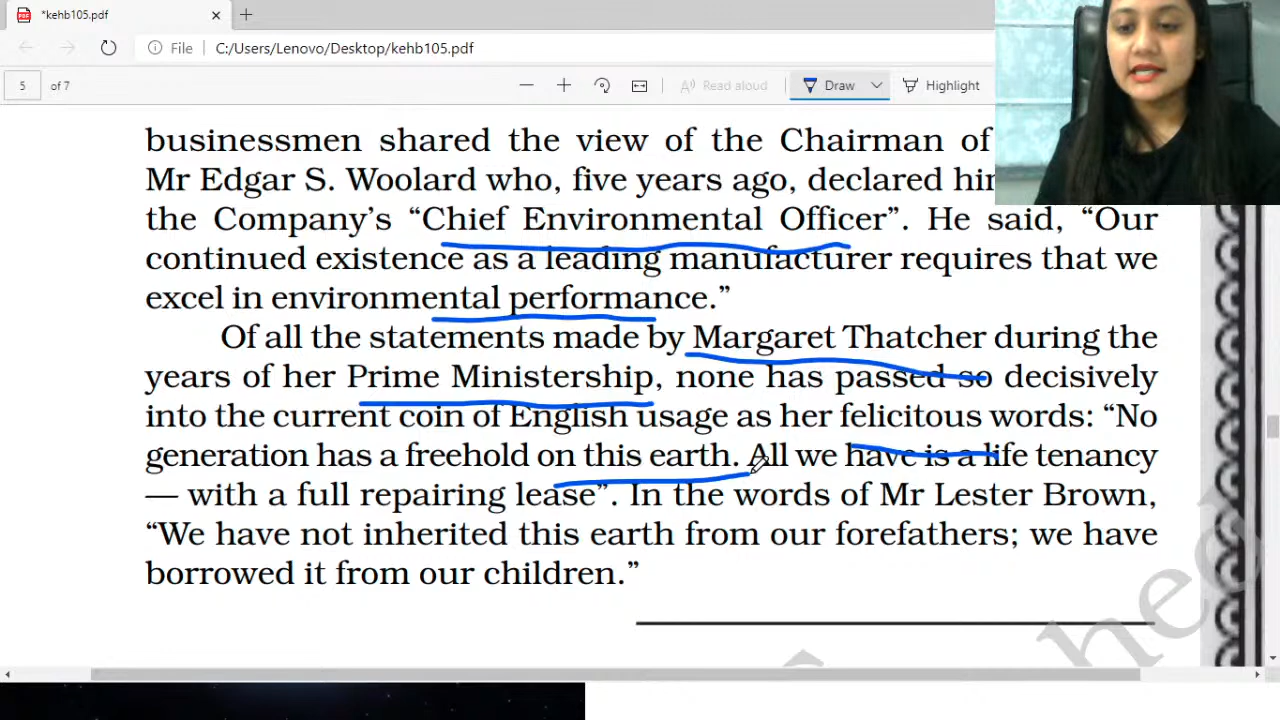 *kehb105.pdf
File C:/Users/Lenovo/Desktop/kehb105.pdf
5 of 7 Read aloud Draw Highlight
businessmen shared the view of the Chairman of
Mr Edgar S. Woolard who, five years ago, declared
the Company’s “Chief Environmental Officer”. He said, “Our
continued existence as a leading manufacturer requires that we
excel in environmental performance.”
Of all the statements made by Margaret Thatcher during the
years of her Prime Ministership, none has passed so decisively
into the current coin of English usage as her felicitous words: “No
generation has a freehold on this earth. All we have is a life tenancy
— with a full repairing lease”. In the words of Mr Lester Brown,
“We have not inherited this earth from our forefathers; we have
borrowed it from our children.”